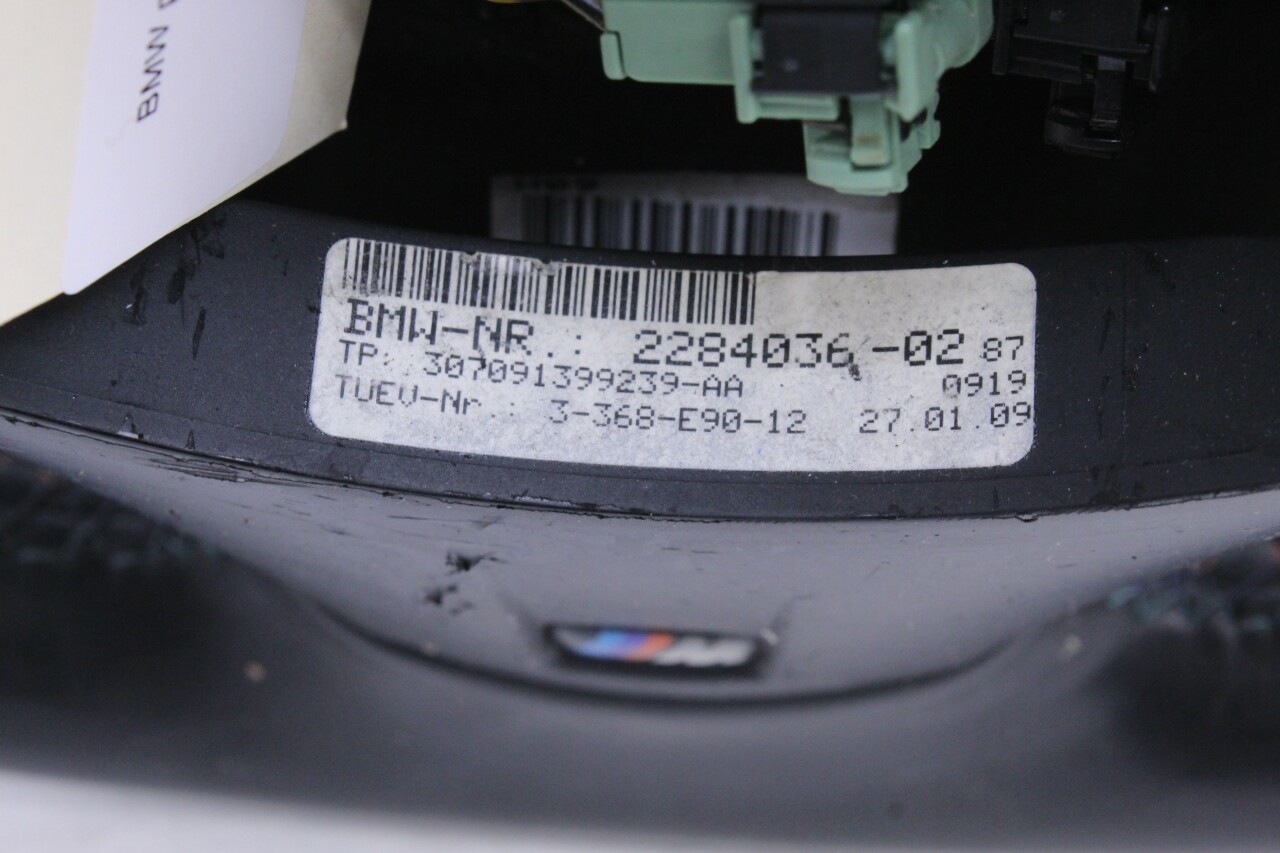 BMW
BMW-NR.: 2284036-02 87
TP: 307091399239-AA 0919
TUEV-Nr.: 3-368-E90-12 27.01.09
M